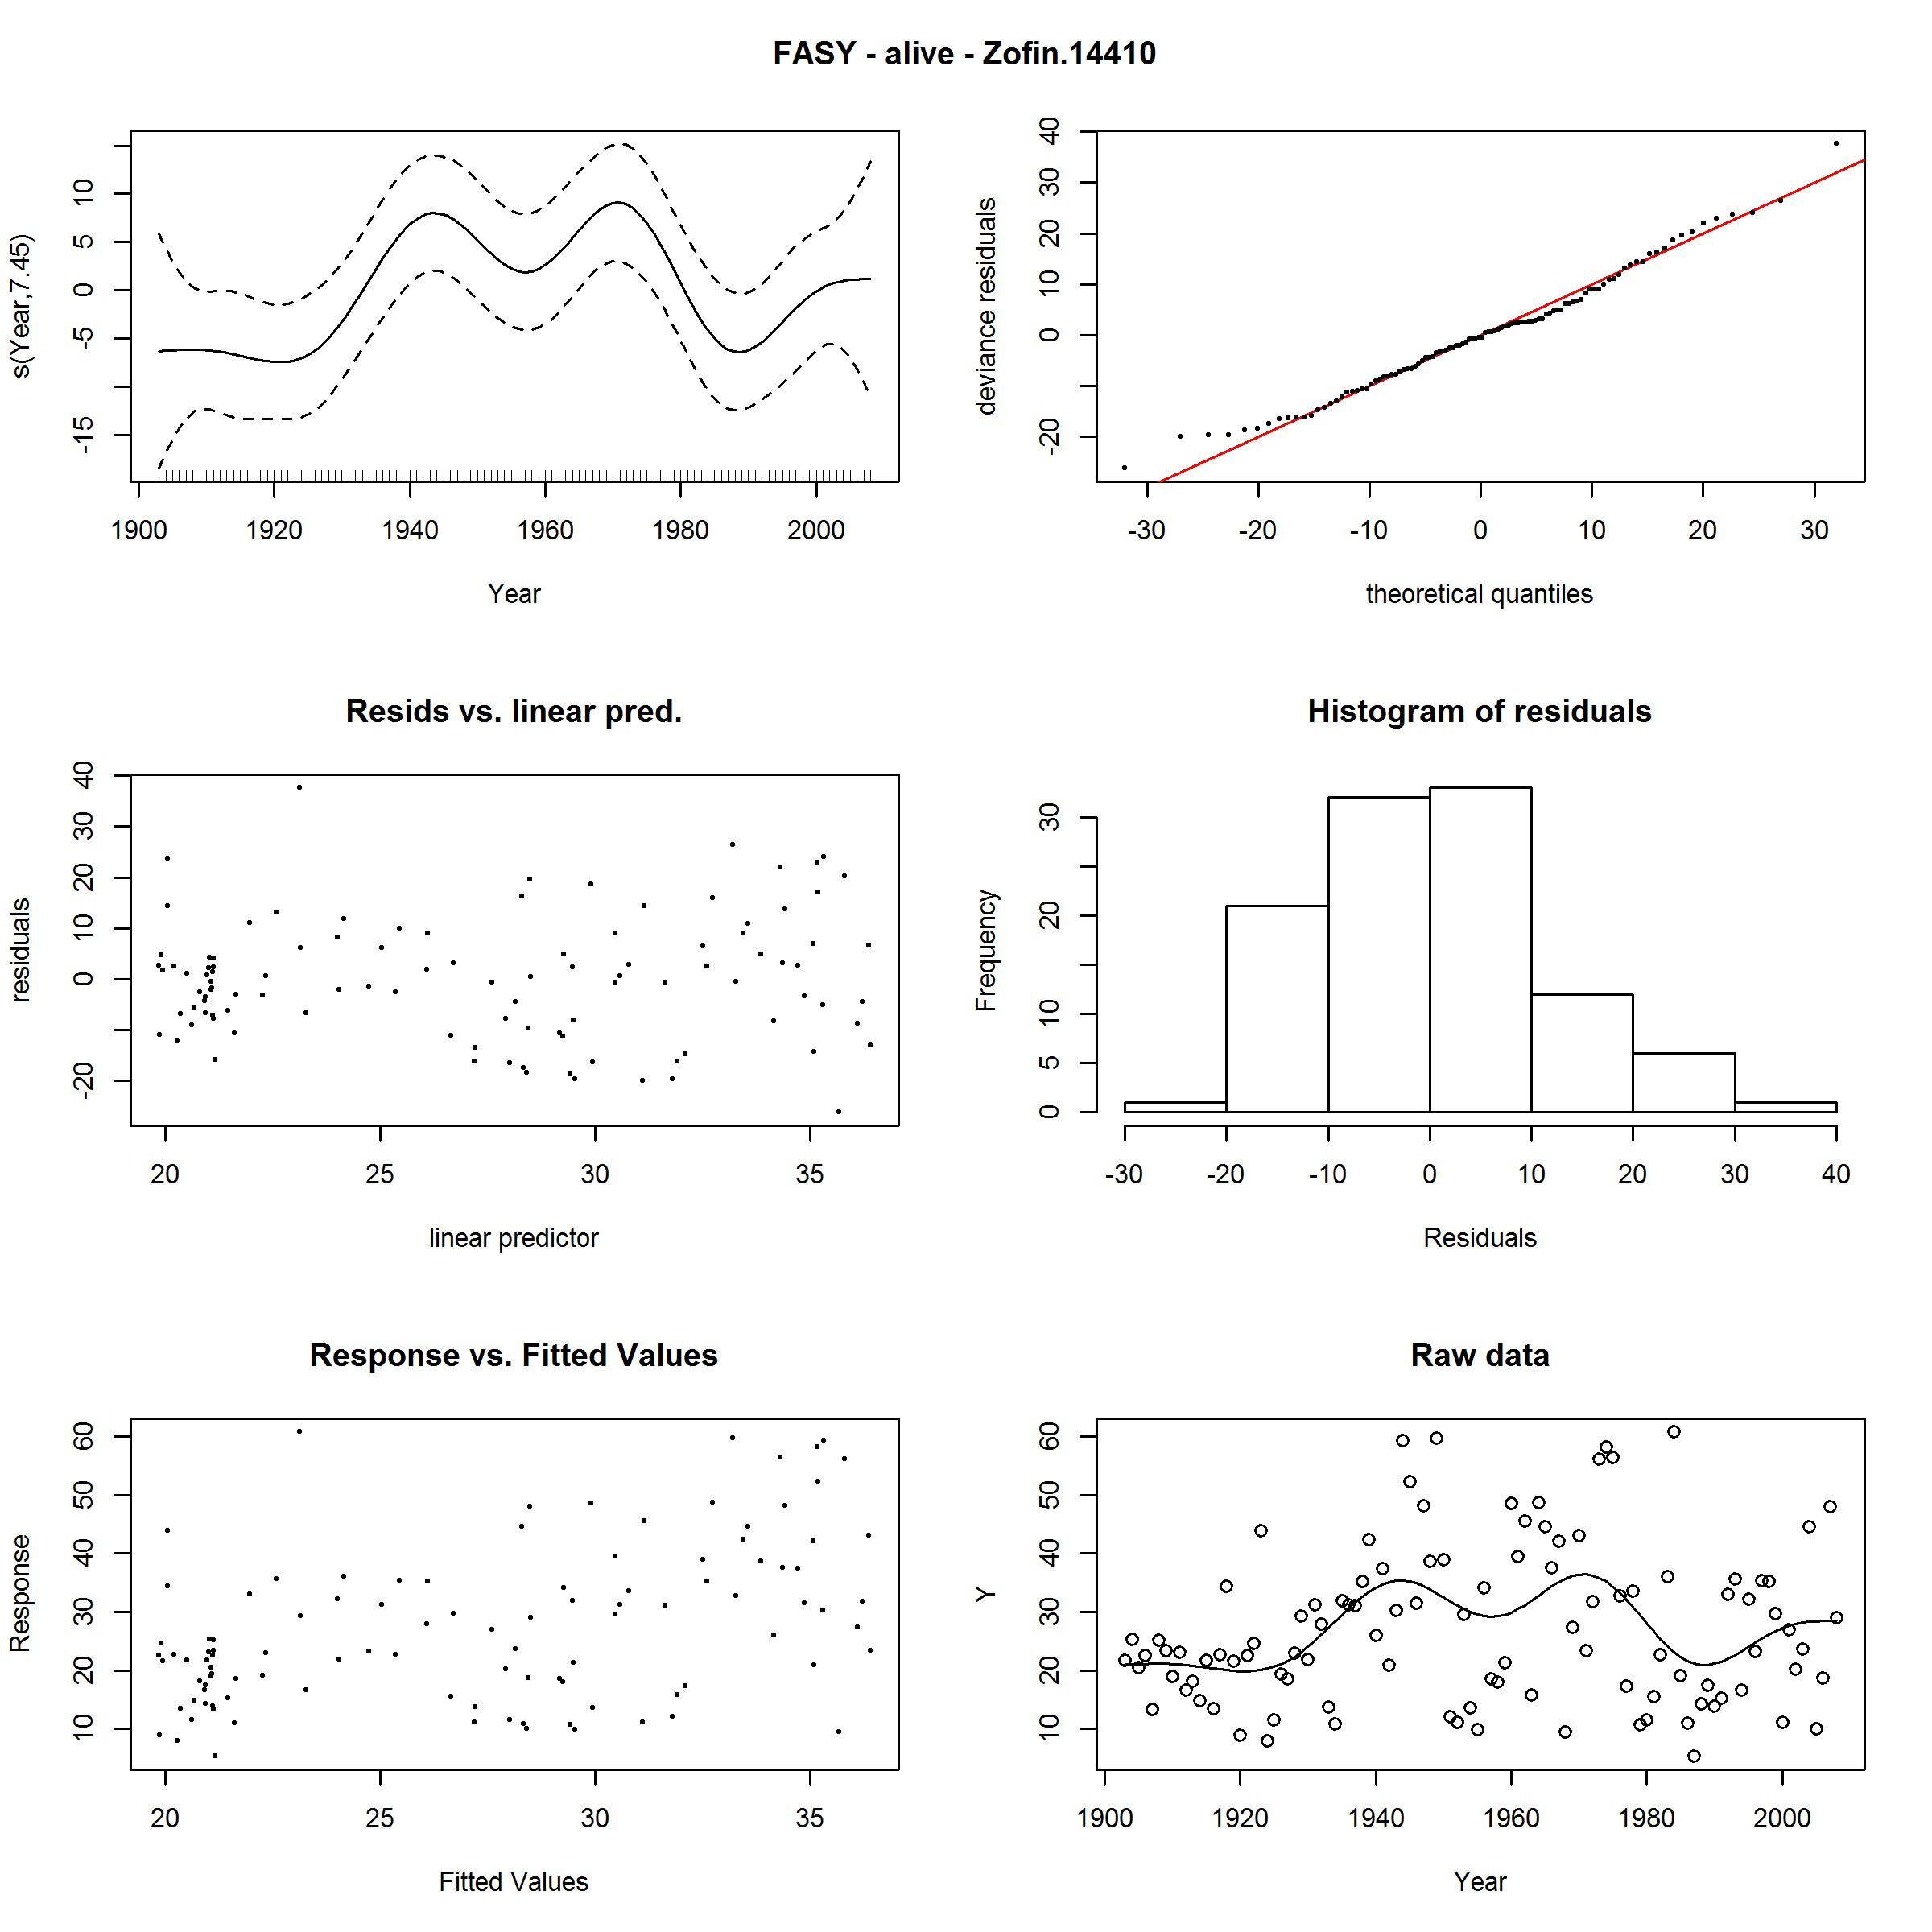 FASY - alive - Zofin.14410
s(Year,7.45)
-15 -5 0 5 10
1900 1920 1940 1960 1980 2000
Year
deviance residuals
-20 0 10 20 30 40
-30 -20 -10 0 10 20 30
theoretical quantiles
Resids vs. linear pred.
residuals
-20 0 10 20 30 40
20 25 30 35
linear predictor
Histogram of residuals
Frequency
0 5 10 20 30
-30 -20 -10 0 10 20 30 40
Residuals
Response vs. Fitted Values
Response
10 20 30 40 50 60
20 25 30 35
Fitted Values
Raw data
Y
10 20 30 40 50 60
1900 1920 1940 1960 1980 2000
Year